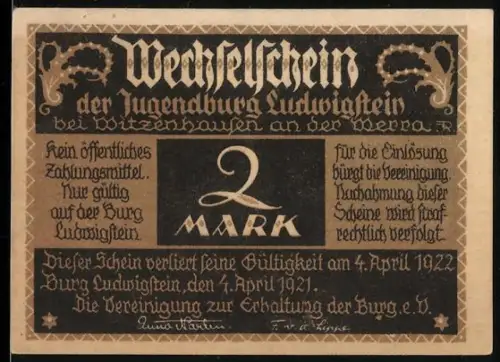 Wechselschein
der Jugendburg Ludwigstein
bei Witzenhausen an der Werra
Kein öffentliches
Zahlungsmittel.
Nur gültig
auf der Burg
Ludwigstein.
2
MARK
für die Einlösung
bürgt die Vereinigung.
Nachahmung dieser
Scheine wird straf-
rechtlich verfolgt.
Dieser Schein verliert seine Gültigkeit am 4. April 1922
Burg Ludwigstein, den 4. April 1921.
Die Vereinigung zur Erhaltung der Burg e.V.